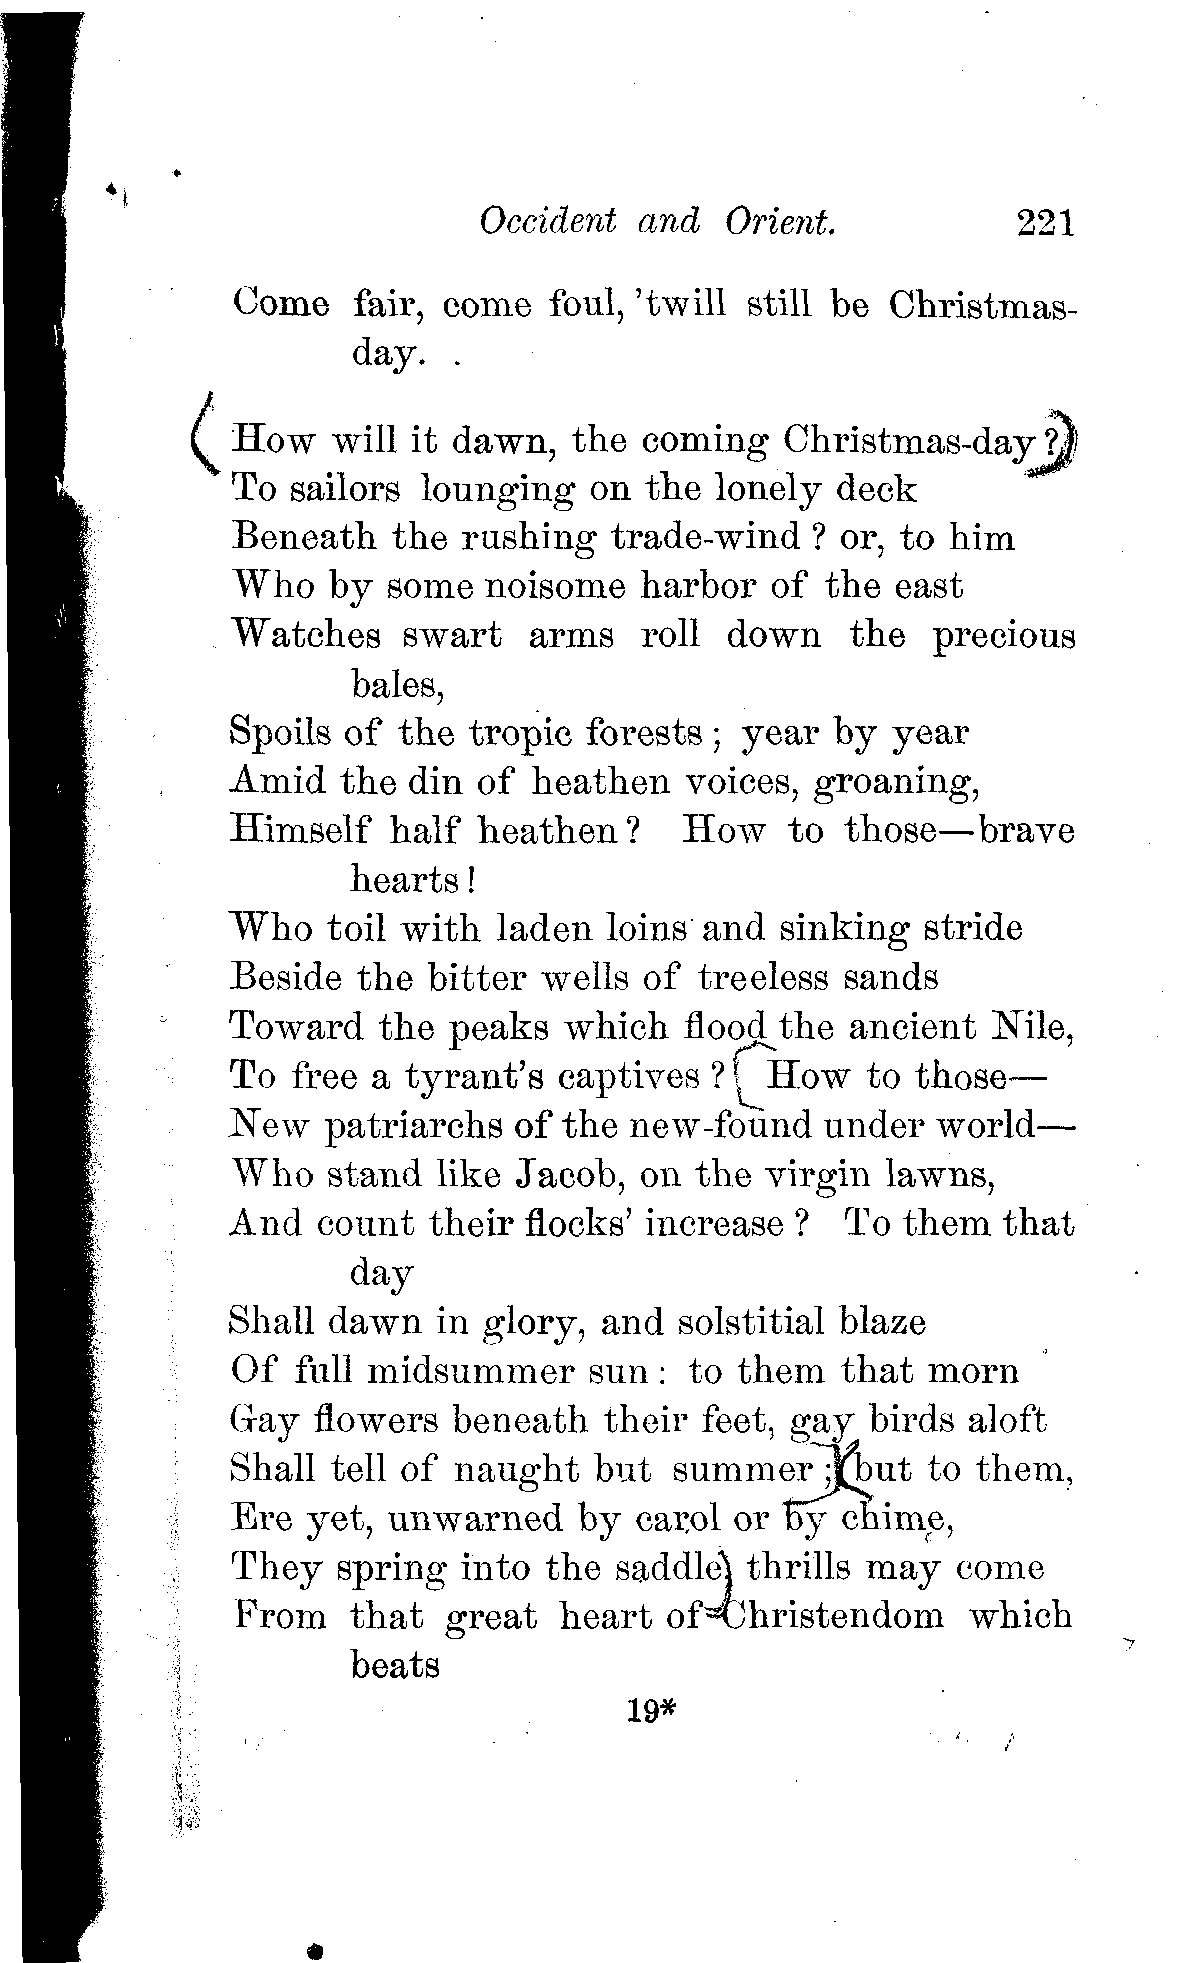 Occident and Orient. 221
Come fair, come foul, 'twill still be Christmas-
day.
How will it dawn, the coming Christmas-day?
To sailors lounging on the lonely deck
Beneath the rushing trade-wind? or, to him
Who by some noisome harbor of the east
Watches swart arms roll down the precious
bales,
Spoils of the tropic forests; year by year
Amid the din of heathen voices, groaning,
Himself half heathen? How to those—brave
hearts!
Who toil with laden loins and sinking stride
Beside the bitter wells of treeless sands
Toward the peaks which flood the ancient Nile,
To free a tyrant's captives? How to those—
New patriarchs of the new-found under world—
Who stand like Jacob, on the virgin lawns,
And count their flocks' increase? To them that
day
Shall dawn in glory, and solstitial blaze
Of full midsummer sun: to them that morn
Gay flowers beneath their feet, gay birds aloft
Shall tell of naught but summer; but to them,
Ere yet, unwarned by carol or by chime,
They spring into the saddle, thrills may come
From that great heart of Christendom which
beats
19*